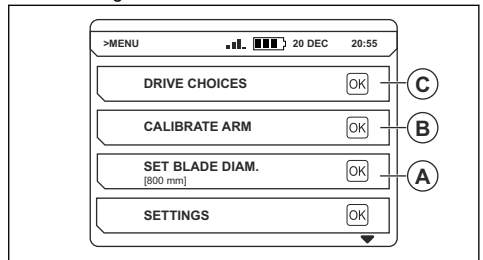 >MENU 20 DEC 20:55
DRIVE CHOICES OK C
CALIBRATE ARM OK B
SET BLADE DIAM. OK A
[800 mm]
SETTINGS OK